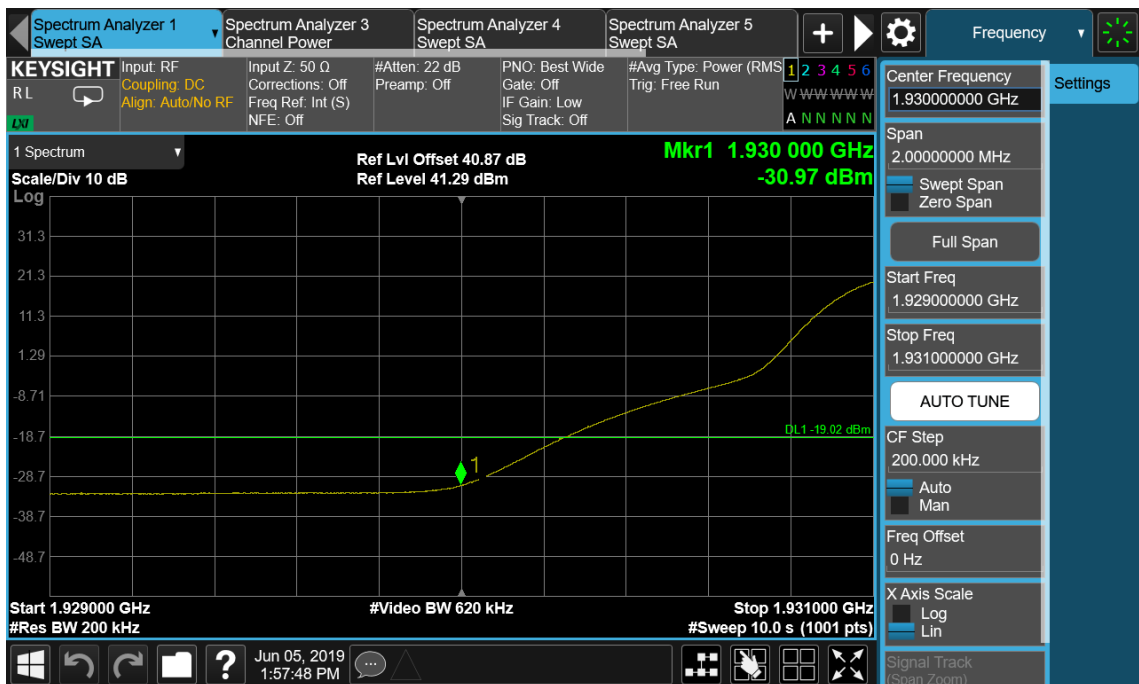 Spectrum Analyzer 1
Swept SA
Spectrum Analyzer 3
Channel Power
Spectrum Analyzer 4
Swept SA
Spectrum Analyzer 5
Swept SA
+
Frequency
KEYSIGHT
R L
LXI
Input: RF
Coupling: DC
Align: Auto/No RF
Input Z: 50 Ω
Corrections: Off
Freq Ref: Int (S)
NFE: Off
#Atten: 22 dB
Preamp: Off
PNO: Best Wide
Gate: Off
IF Gain: Low
Sig Track: Off
#Avg Type: Power (RMS
Trig: Free Run
1 2 3 4 5 6
W W W W W W
A N N N N N
1 Spectrum
Scale/Div 10 dB
Log
Ref Lvl Offset 40.87 dB
Ref Level 41.29 dBm
Mkr1 1.930 000 GHz
-30.97 dBm
31.3
21.3
11.3
1.29
-8.71
-18.7
-28.7
-38.7
-48.7
DL1 -19.02 dBm
1
Start 1.929000 GHz
#Res BW 200 kHz
#Video BW 620 kHz
Stop 1.931000 GHz
#Sweep 10.0 s (1001 pts)
?
Jun 05, 2019
1:57:48 PM
Center Frequency
1.930000000 GHz
Span
2.00000000 MHz
Swept Span
Zero Span
Full Span
Start Freq
1.929000000 GHz
Stop Freq
1.931000000 GHz
AUTO TUNE
CF Step
200.000 kHz
Auto
Man
Freq Offset
0 Hz
X Axis Scale
Log
Lin
Signal Track
(Span Zoom)
Settings